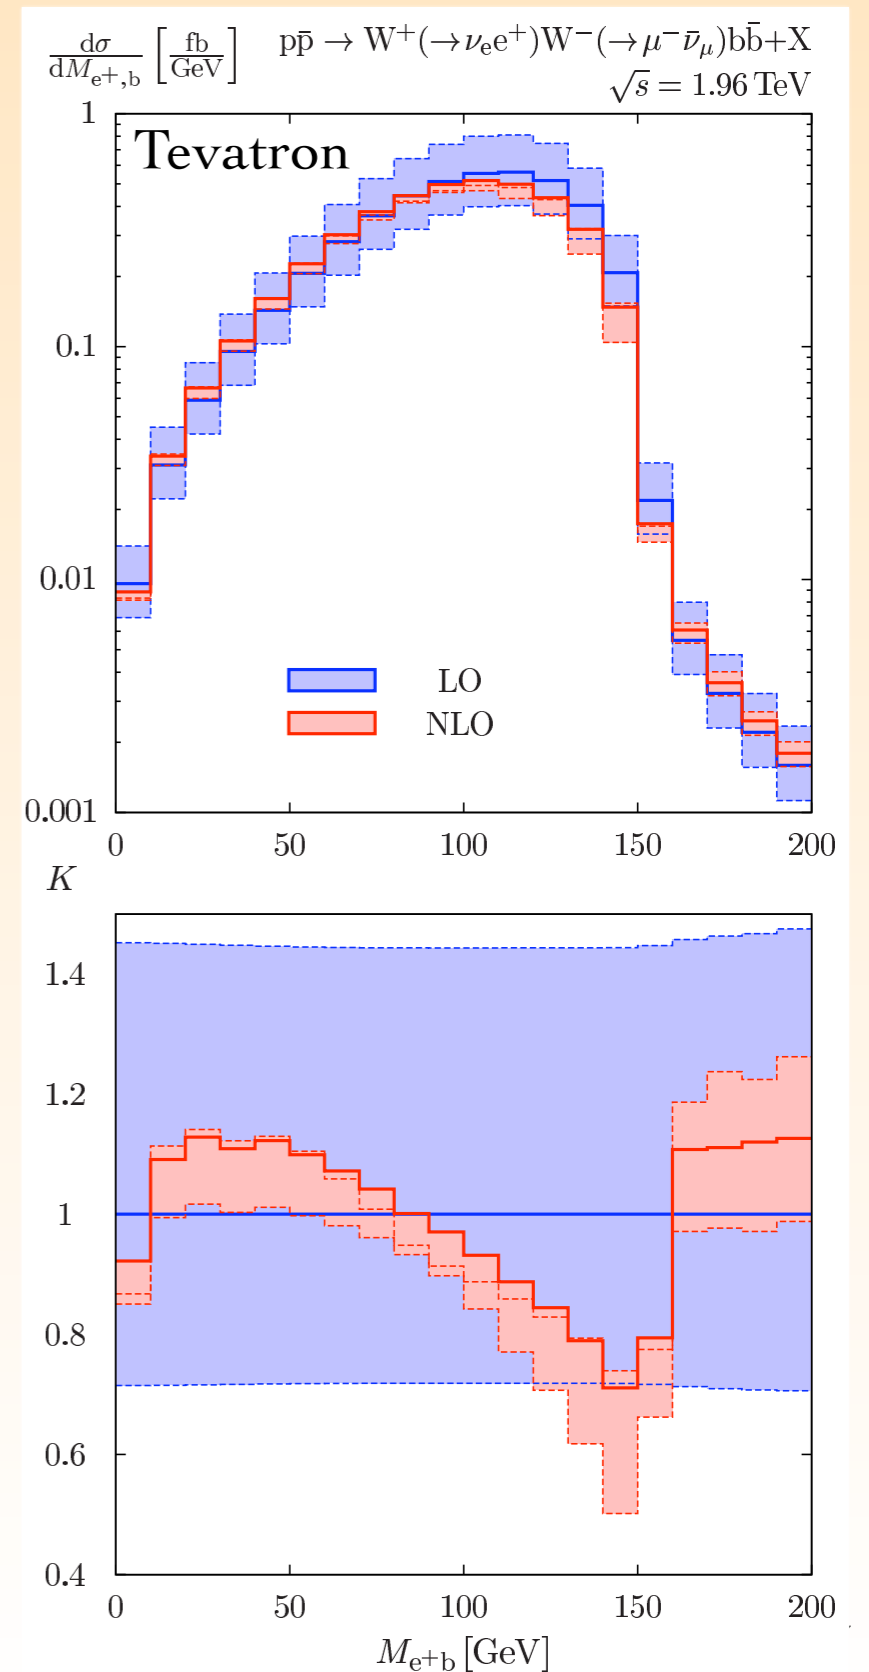 dσ/dM_{e⁺,b} [fb/GeV] pp̄ → W⁺(→ν_e e⁺)W⁻(→μ⁻ν̄_μ)bb̄+X
√s = 1.96 TeV
1
Tevatron
0.1
0.01
LO
NLO
0.001
0 50 100 150 200
K
1.4
1.2
1
0.8
0.6
0.4
0 50 100 150 200
M_{e⁺b} [GeV]